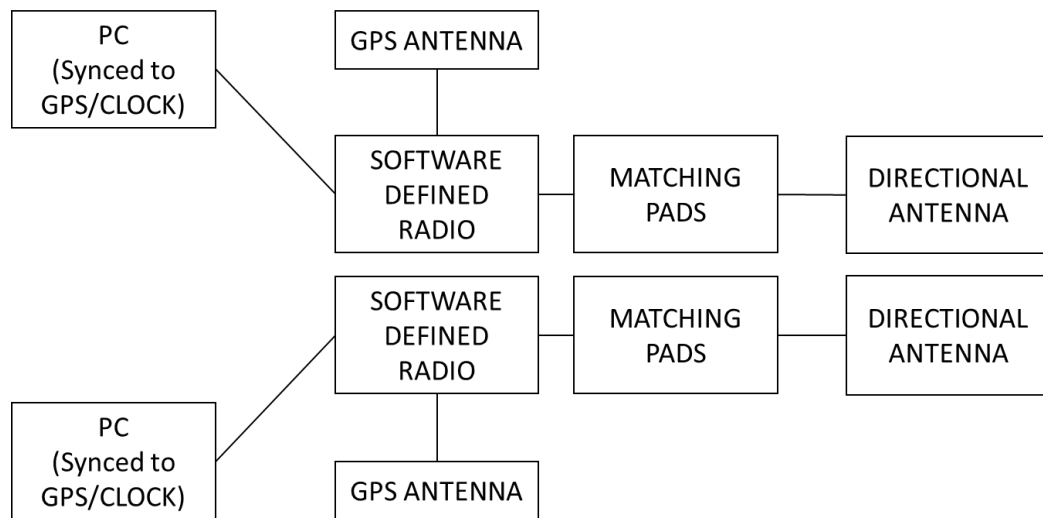 PC
(Synced to
GPS/CLOCK)
GPS ANTENNA
SOFTWARE
DEFINED
RADIO
MATCHING
PADS
DIRECTIONAL
ANTENNA
SOFTWARE
DEFINED
RADIO
MATCHING
PADS
DIRECTIONAL
ANTENNA
PC
(Synced to
GPS/CLOCK)
GPS ANTENNA